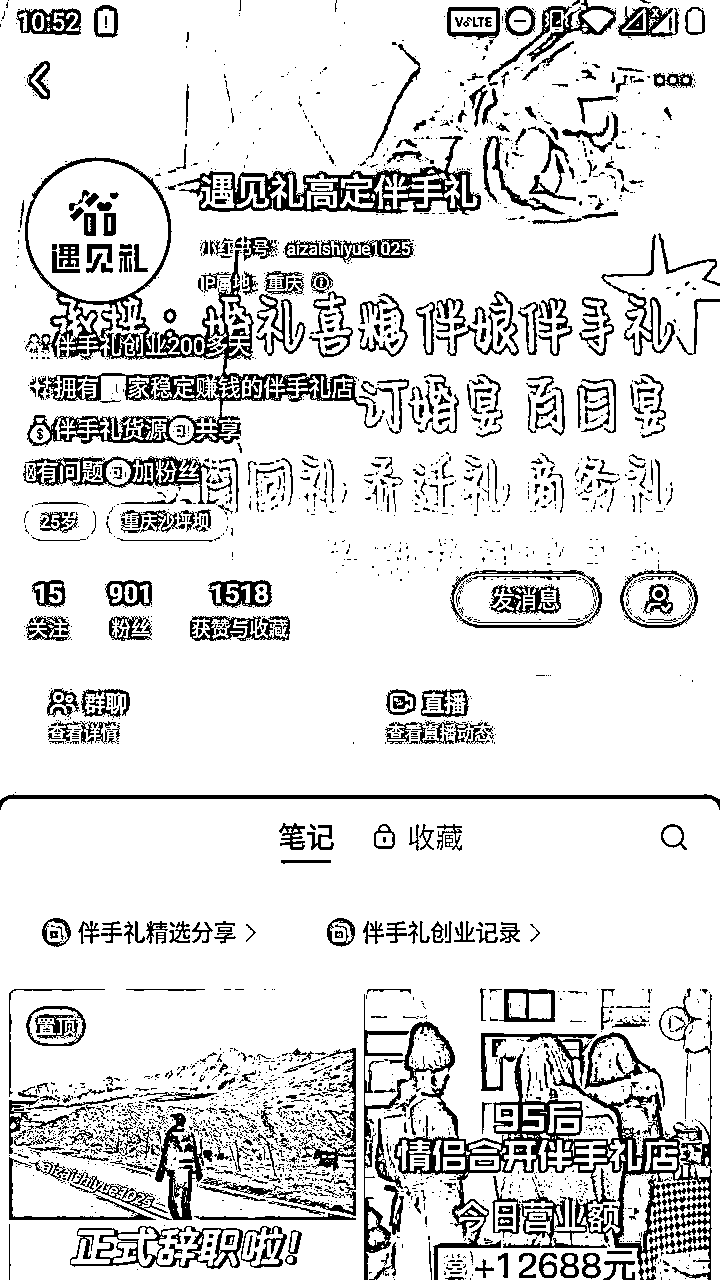 10:52
VoLTE
遇见礼高定伴手礼
遇见礼
小红书号：aizaishiyue1025
IP属地：重庆
承接：婚礼喜糖 伴娘伴手礼
伴手礼创业200多天
拥有 家稳定赚钱的伴手礼店
订婚宴 百日宴
伴手礼货源 共享
有问题 加粉丝
回礼 乔迁礼 商务礼
25岁
重庆沙坪坝
15 901 1518
关注 粉丝 获赞与收藏
发消息
群聊
查看详情
直播
查看直播动态
笔记 收藏
伴手礼精选分享
伴手礼创业记录
置顶
aizaishiyue1025
正式辞职啦！
95后
情侣合开伴手礼店
今日营业额
+12688元